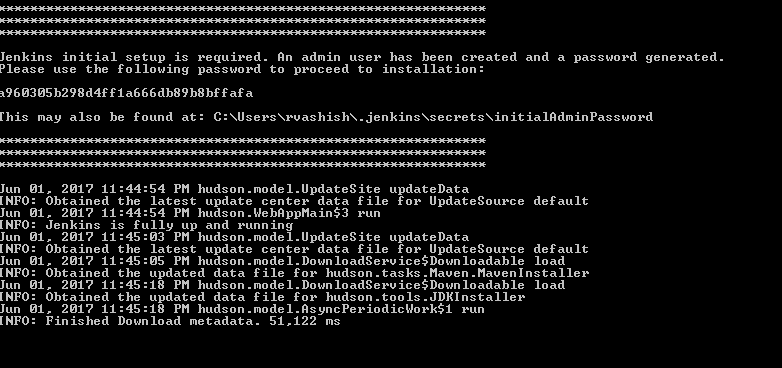 *************************************************************
*************************************************************
*************************************************************
Jenkins initial setup is required. An admin user has been created and a password generated.
Please use the following password to proceed to installation:
a960305b298d4ff1a666db89b8bffafa
This may also be found at: C:\Users\rvashish\.jenkins\secrets\initialAdminPassword
*************************************************************
*************************************************************
*************************************************************
Jun 01, 2017 11:44:54 PM hudson.model.UpdateSite updateData
INFO: Obtained the latest update center data file for UpdateSource default
Jun 01, 2017 11:44:54 PM hudson.WebAppMain$3 run
INFO: Jenkins is fully up and running
Jun 01, 2017 11:45:03 PM hudson.model.UpdateSite updateData
INFO: Obtained the latest update center data file for UpdateSource default
Jun 01, 2017 11:45:05 PM hudson.model.DownloadService$Downloadable load
INFO: Obtained the updated data file for hudson.tasks.Maven.MavenInstaller
Jun 01, 2017 11:45:18 PM hudson.model.DownloadService$Downloadable load
INFO: Obtained the updated data file for hudson.tools.JDKInstaller
Jun 01, 2017 11:45:18 PM hudson.model.AsyncPeriodicWork$1 run
INFO: Finished Download metadata. 51,122 ms